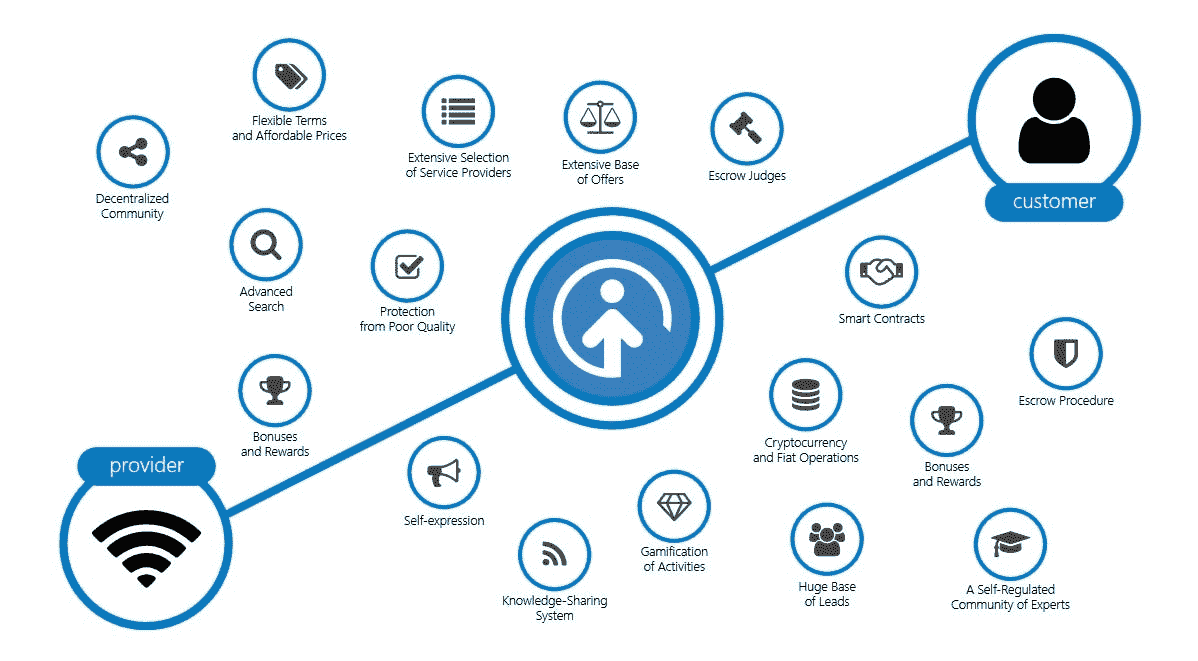 Flexible Terms
and Affordable Prices
Extensive Selection
of Service Providers
Extensive Base
of Offers
Escrow Judges
Decentralized
Community
customer
Advanced
Search
Protection
from Poor Quality
Smart Contracts
Escrow Procedure
Bonuses
and Rewards
Cryptocurrency
and Fiat Operations
Bonuses
and Rewards
provider
Self-expression
Gamification
of Activities
Knowledge-Sharing
System
Huge Base
of Leads
A Self-Regulated
Community of Experts